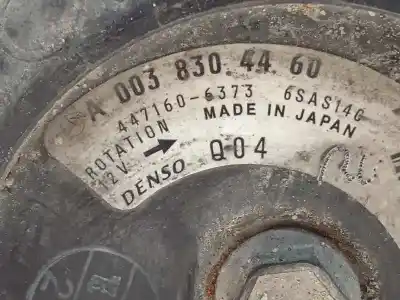 A 003 830 44 60
447160-6373 6SAS14C
ROTATION → MADE IN JAPAN
12V
DENSO Q04